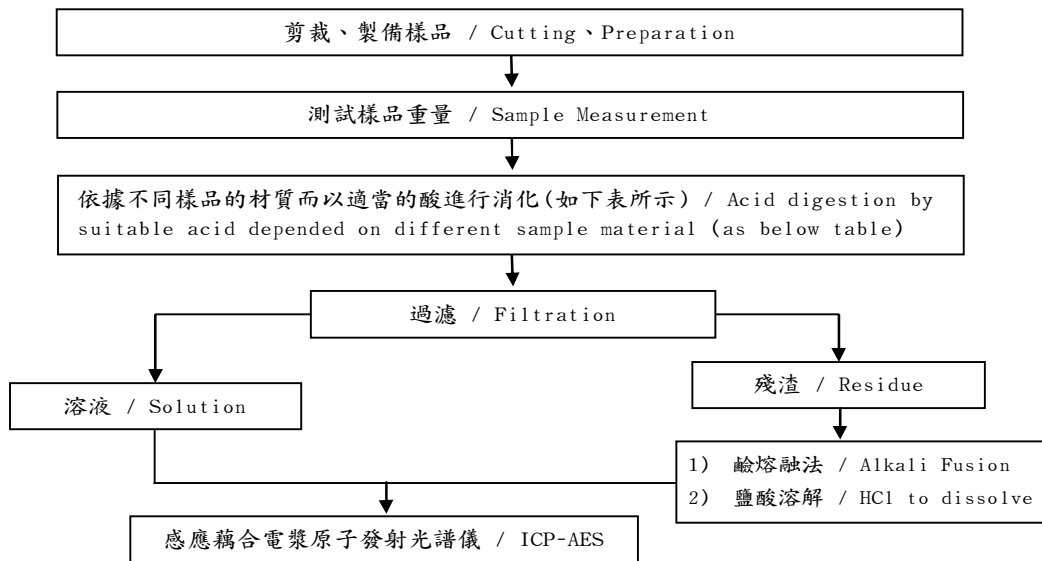 剪裁、製備樣品 / Cutting、Preparation
測試樣品重量 / Sample Measurement
依據不同樣品的材質而以適當的酸進行消化(如下表所示) / Acid digestion by
suitable acid depended on different sample material (as below table)
過濾 / Filtration
溶液 / Solution
殘渣 / Residue
1) 鹼熔融法 / Alkali Fusion
2) 鹽酸溶解 / HCl to dissolve
感應藕合電漿原子發射光譜儀 / ICP-AES